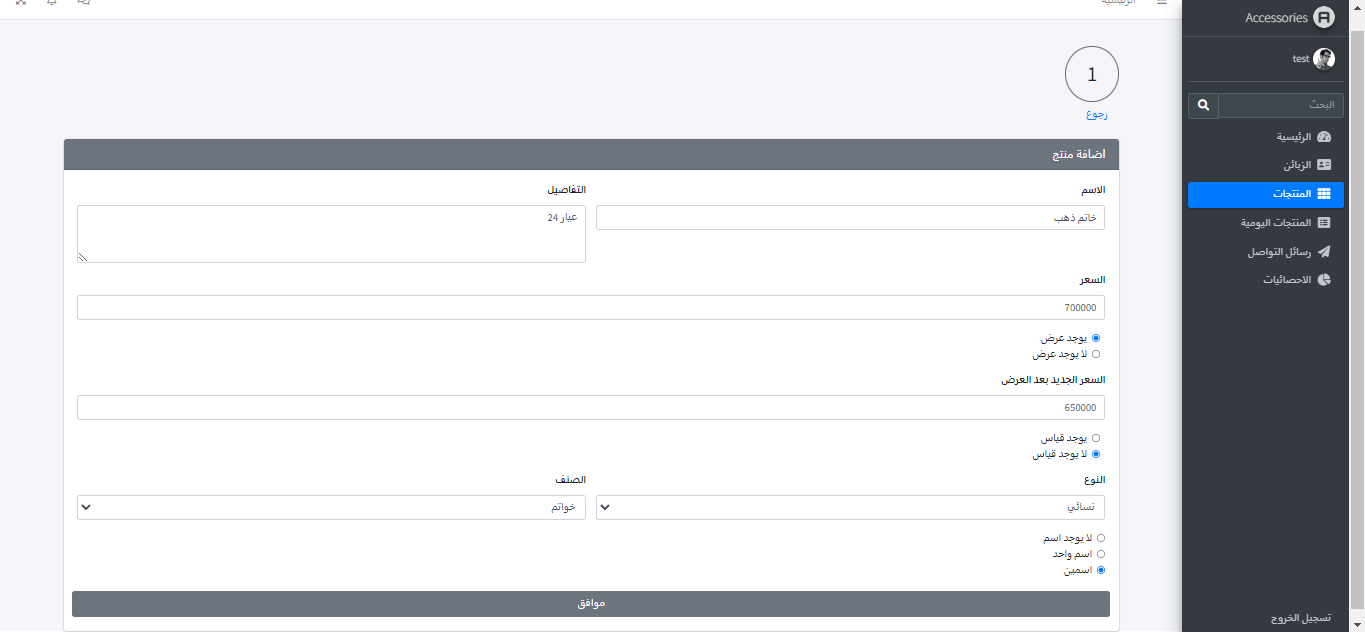 الرئيسية
Accessories
test
البحث
الرئيسية
الزبائن
المنتجات
المنتجات اليومية
رسائل التواصل
الاحصائيات
تسجيل الخروج
1
رجوع
اضافة منتج
الاسم
خاتم ذهب
التفاصيل
عيار 24
السعر
700000
يوجد عرض
لا يوجد عرض
السعر الجديد بعد العرض
650000
يوجد قياس
لا يوجد قياس
النوع
نسائي
الصنف
خواتم
لا يوجد اسم
اسم واحد
اسمين
موافق